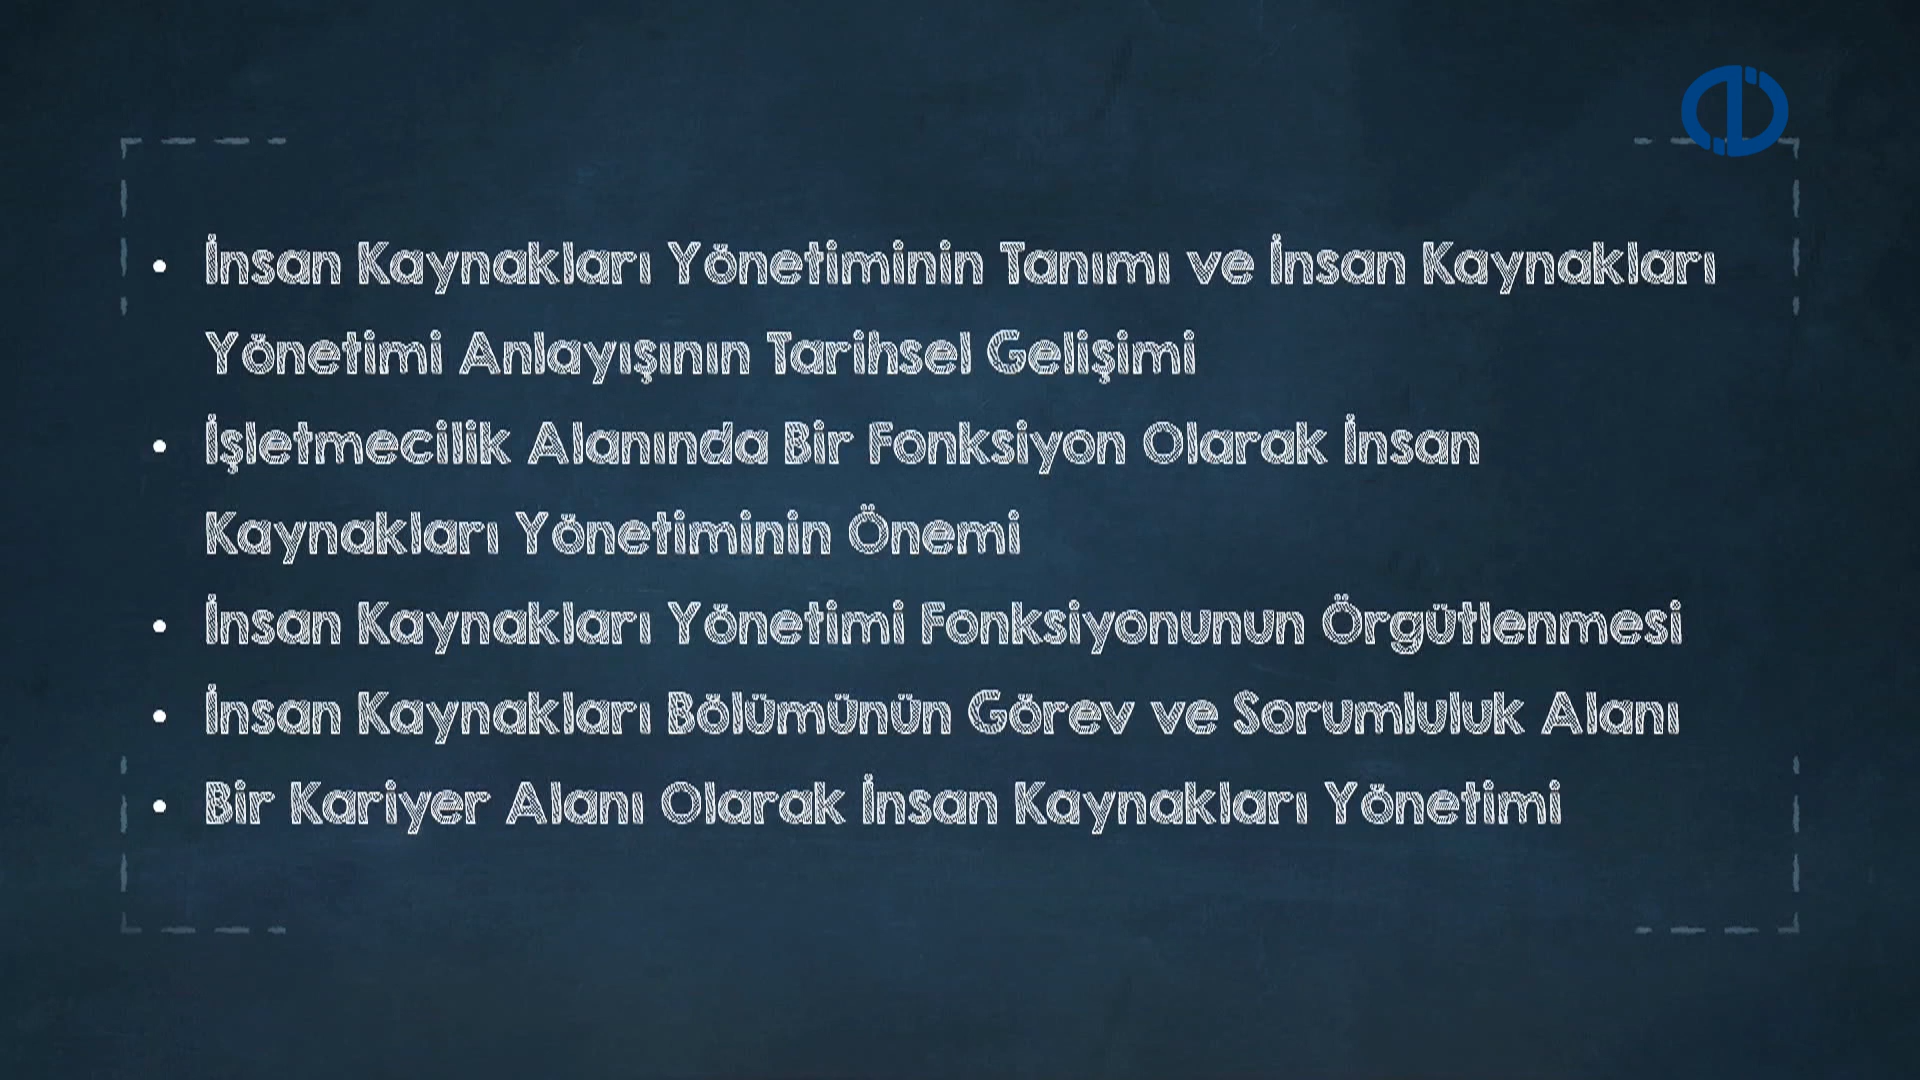 • İnsan Kaynakları Yönetiminin Tanımı ve İnsan Kaynakları
Yönetimi Anlayışının Tarihsel Gelişimi
• İşletmecilik Alanında Bir Fonksiyon Olarak İnsan
Kaynakları Yönetiminin Önemi
• İnsan Kaynakları Yönetimi Fonksiyonunun Örgütlenmesi
• İnsan Kaynakları Bölümünün Görev ve Sorumluluk Alanı
• Bir Kariyer Alanı Olarak İnsan Kaynakları Yönetimi